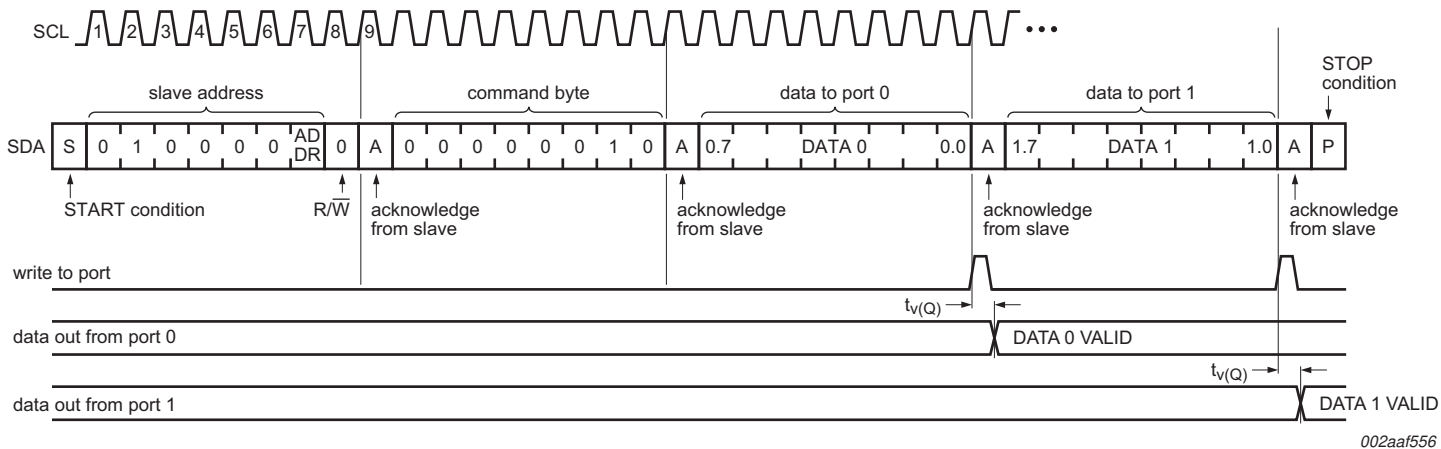 SCL 1 2 3 4 5 6 7 8 9
STOP
condition
slave address command byte data to port 0 data to port 1
SDA S 0 1 0 0 0 0 AD DR 0 A 0 0 0 0 0 0 1 0 A 0.7 DATA 0 0.0 A 1.7 DATA 1 1.0 A P
START condition R/W̅ acknowledge from slave acknowledge from slave acknowledge from slave acknowledge from slave
write to port
tv(Q)
data out from port 0 DATA 0 VALID
tv(Q)
data out from port 1 DATA 1 VALID
002aaf556